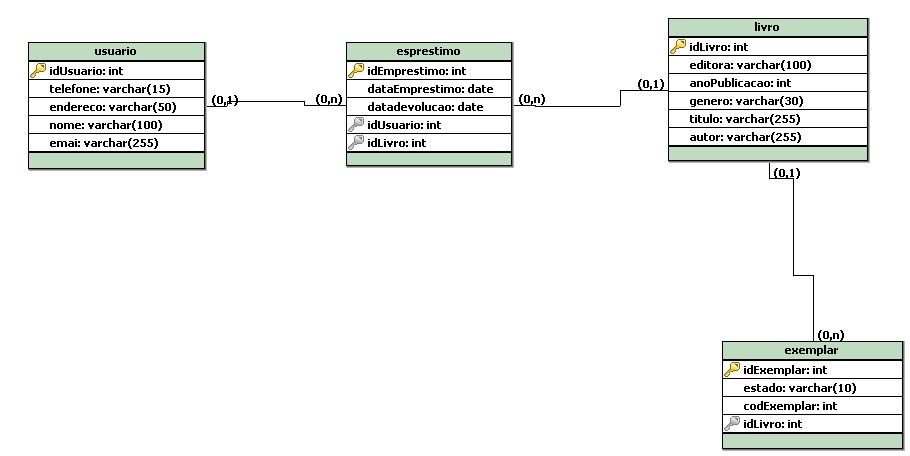 usuario
idUsuario: int
telefone: varchar(15)
endereco: varchar(50)
nome: varchar(100)
emai: varchar(255)
(0,1)
(0,n)
esprestimo
idEmprestimo: int
dataEmprestimo: date
datadevolucao: date
idUsuario: int
idLivro: int
(0,n)
(0,1)
livro
idLivro: int
editora: varchar(100)
anoPublicacao: int
genero: varchar(30)
titulo: varchar(255)
autor: varchar(255)
(0,1)
(0,n)
exemplar
idExemplar: int
estado: varchar(10)
codExemplar: int
idLivro: int